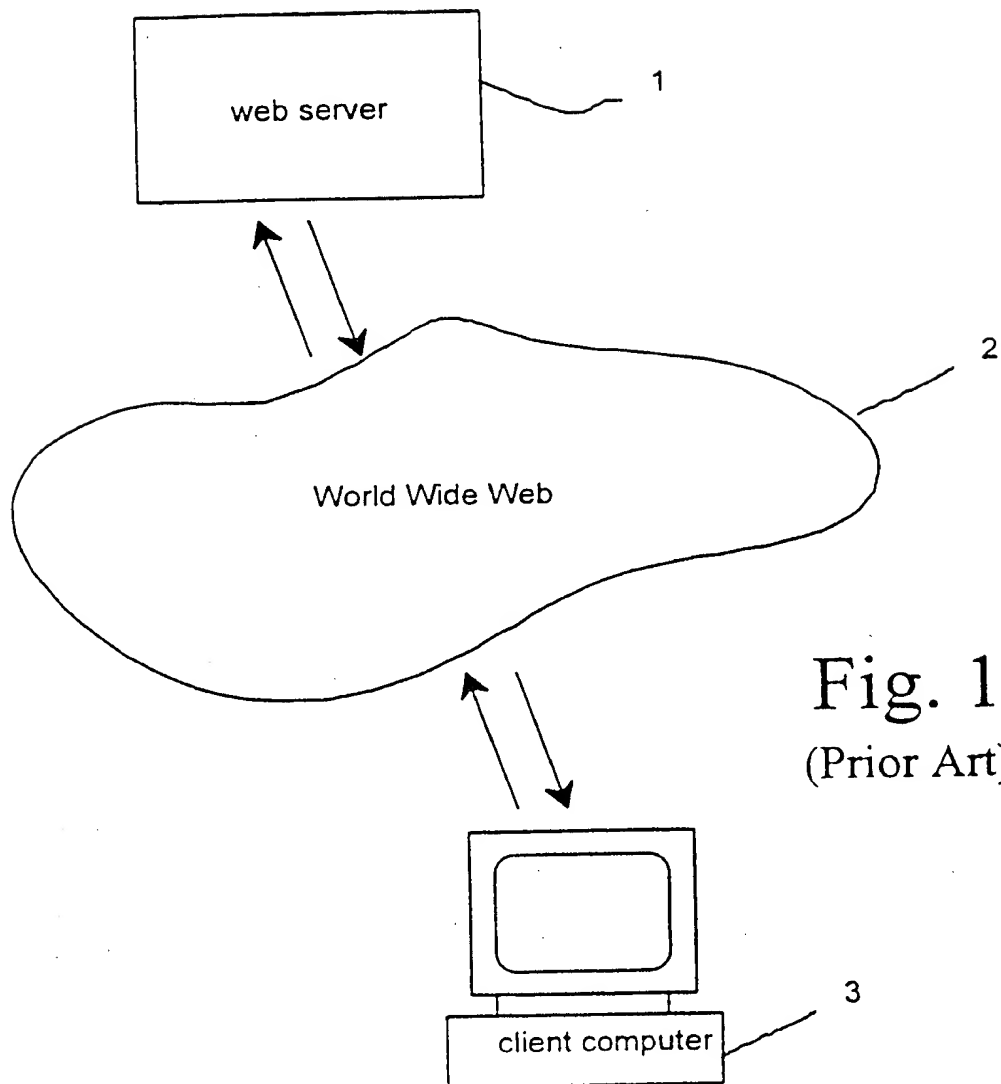 web server
1
2
World Wide Web
Fig. 1
(Prior Art)
3
client computer